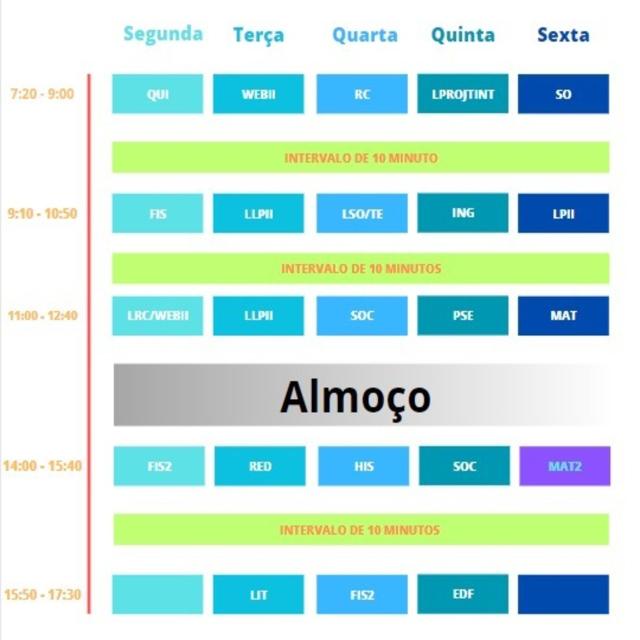 Segunda Terça Quarta Quinta Sexta
7:20 - 9:00 QUI WEBII RC LPROJTINT SO
INTERVALO DE 10 MINUTO
9:10 - 10:50 FIS LLPII LSO/TE ING LPII
INTERVALO DE 10 MINUTOS
11:00 - 12:40 LRC/WEBII LLPII SOC PSE MAT
Almoço
14:00 - 15:40 FIS2 RED HIS SOC MAT2
INTERVALO DE 10 MINUTOS
15:50 - 17:30 LIT FIS2 EDF